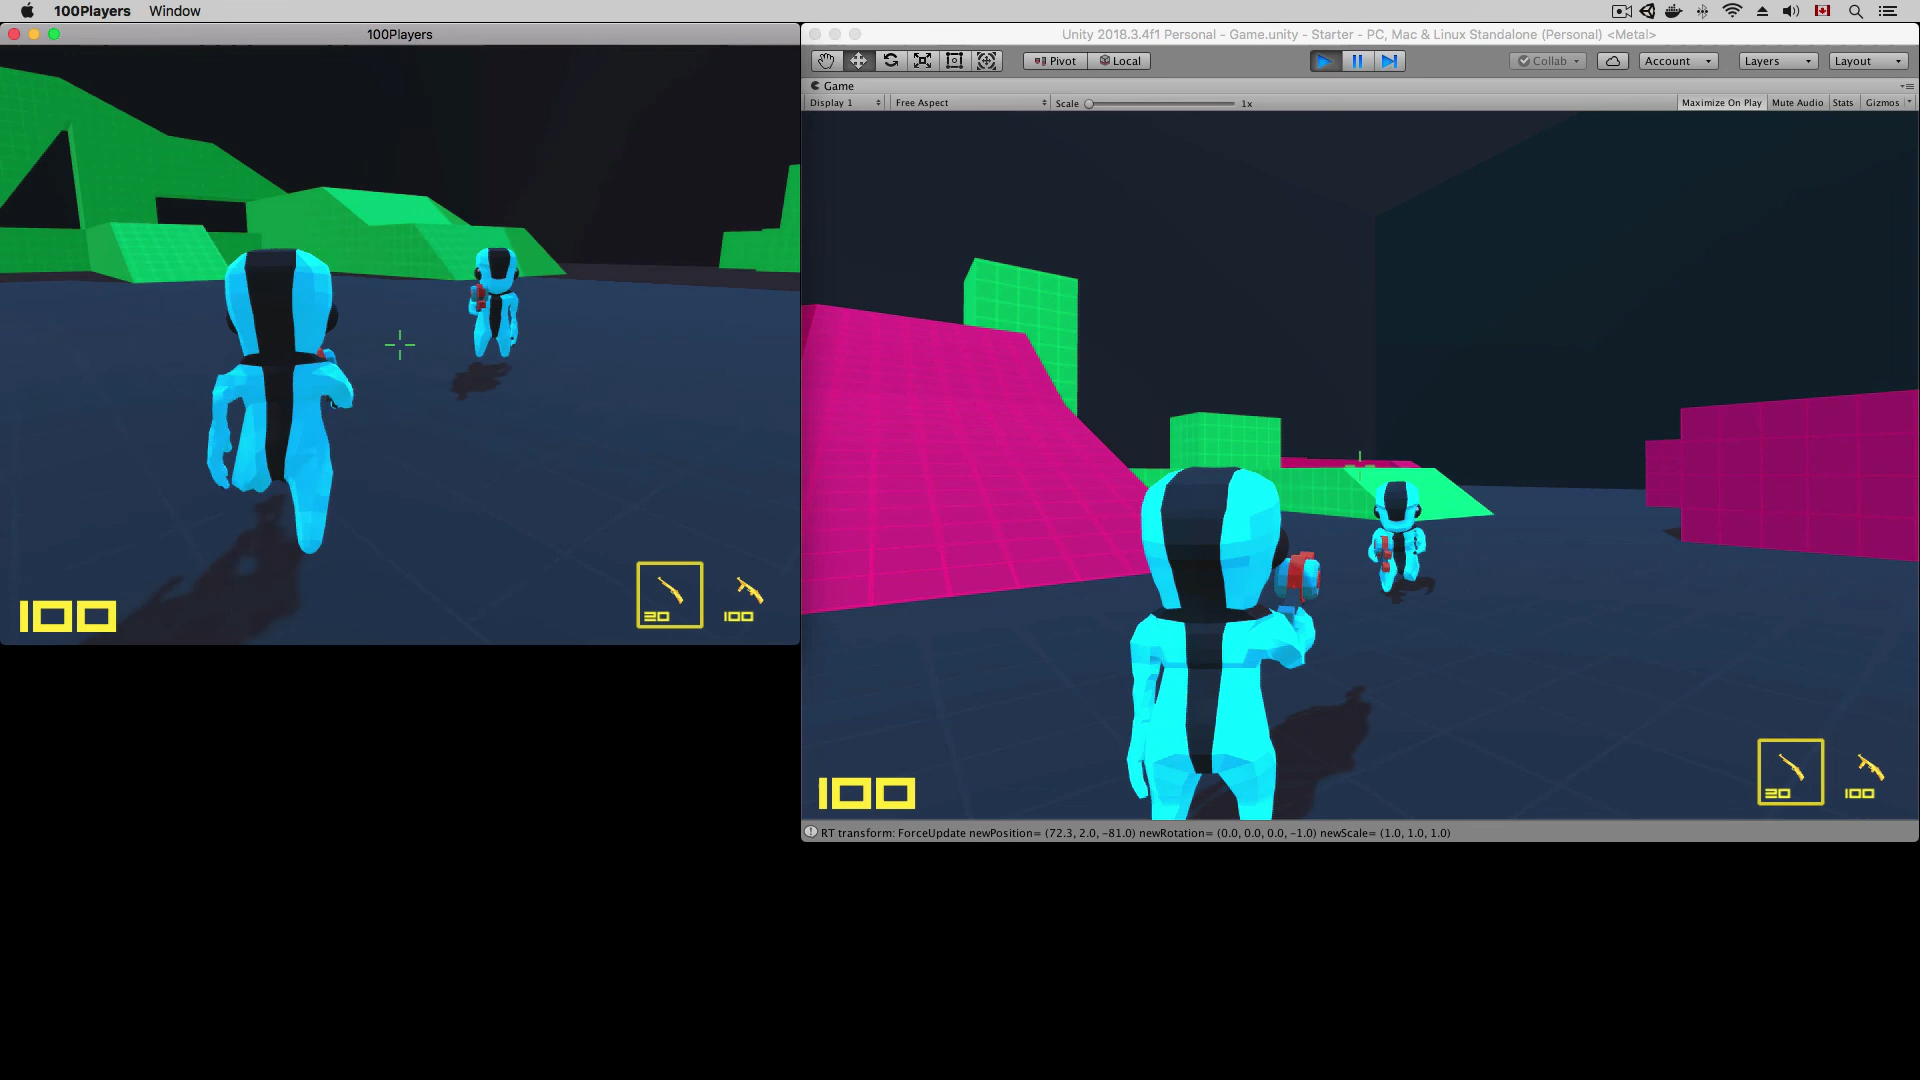 100Players Window
100Players
100
20
100
Unity 2018.3.4f1 Personal - Game.unity - Starter - PC, Mac & Linux Standalone (Personal) <Metal>
Pivot Local Collab Account Layers Layout
Game
Display 1 Free Aspect Scale 1x Maximize On Play Mute Audio Stats Gizmos
100
20
100
RT transform: ForceUpdate newPosition= (72.3, 2.0, -81.0) newRotation= (0.0, 0.0, 0.0, -1.0) newScale= (1.0, 1.0, 1.0)